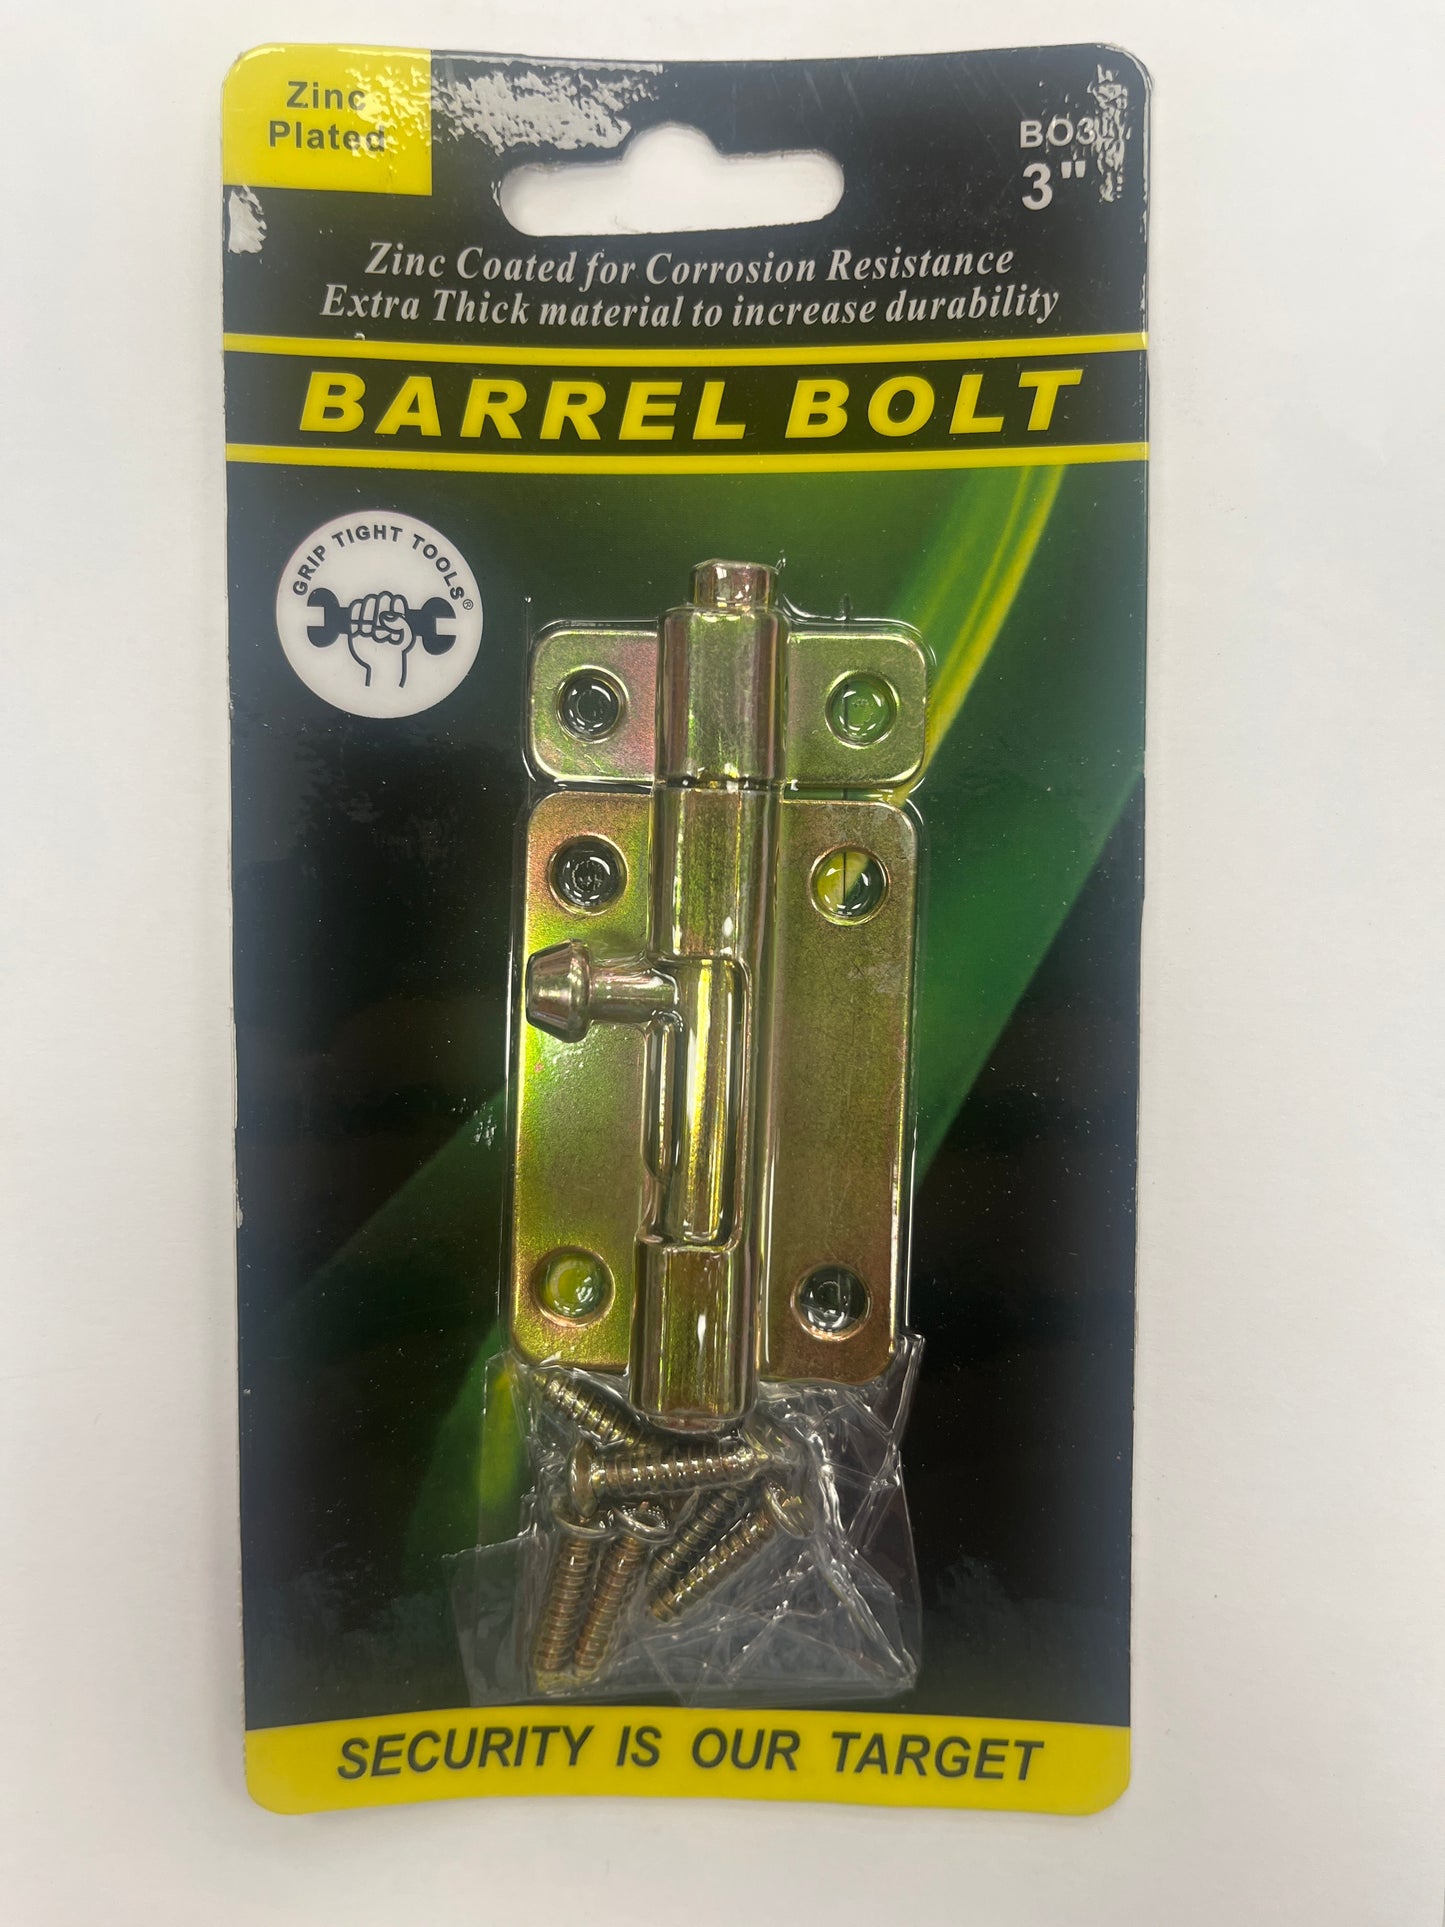 Zinc
Plated
BO3
3"
Zinc Coated for Corrosion Resistance
Extra Thick material to increase durability
BARREL BOLT
GRIP TIGHT TOOLS®
SECURITY IS OUR TARGET